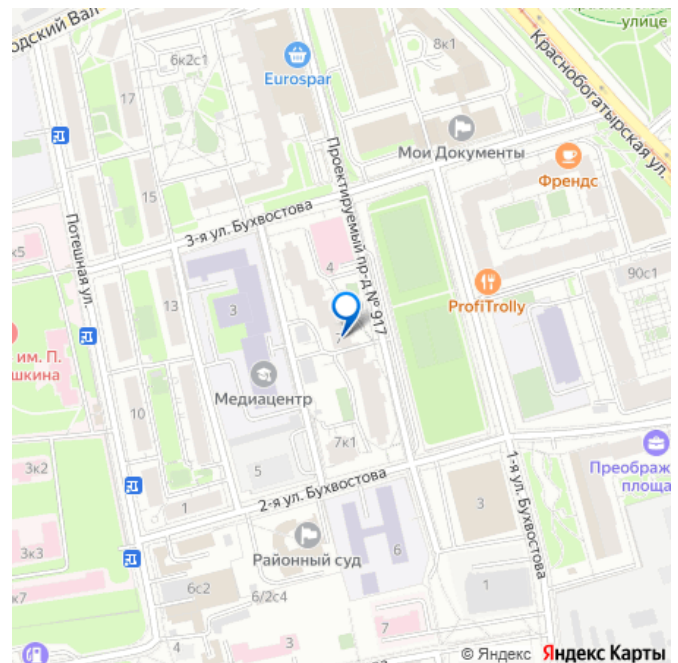 одский Вал
улице
6к2с1
Eurospar
8к1
17
Краснобогатырская ул.
Мои Документы
Френдс
Проектируемый пр-д № 917
15
3-я ул. Бухвостова
к5
Потешная ул.
4
90с1
13
3
ProfiTrolly
им. П.
шкина
Медиацентр
10
7к1
3к2
5
1-я ул. Бухвостова
Преображ
площа
2-я ул. Бухвостова
1
3
Районный суд
6
3к3
6с2
6/2с4
1
к7
7
4
3
© Яндекс Яндекс Карты